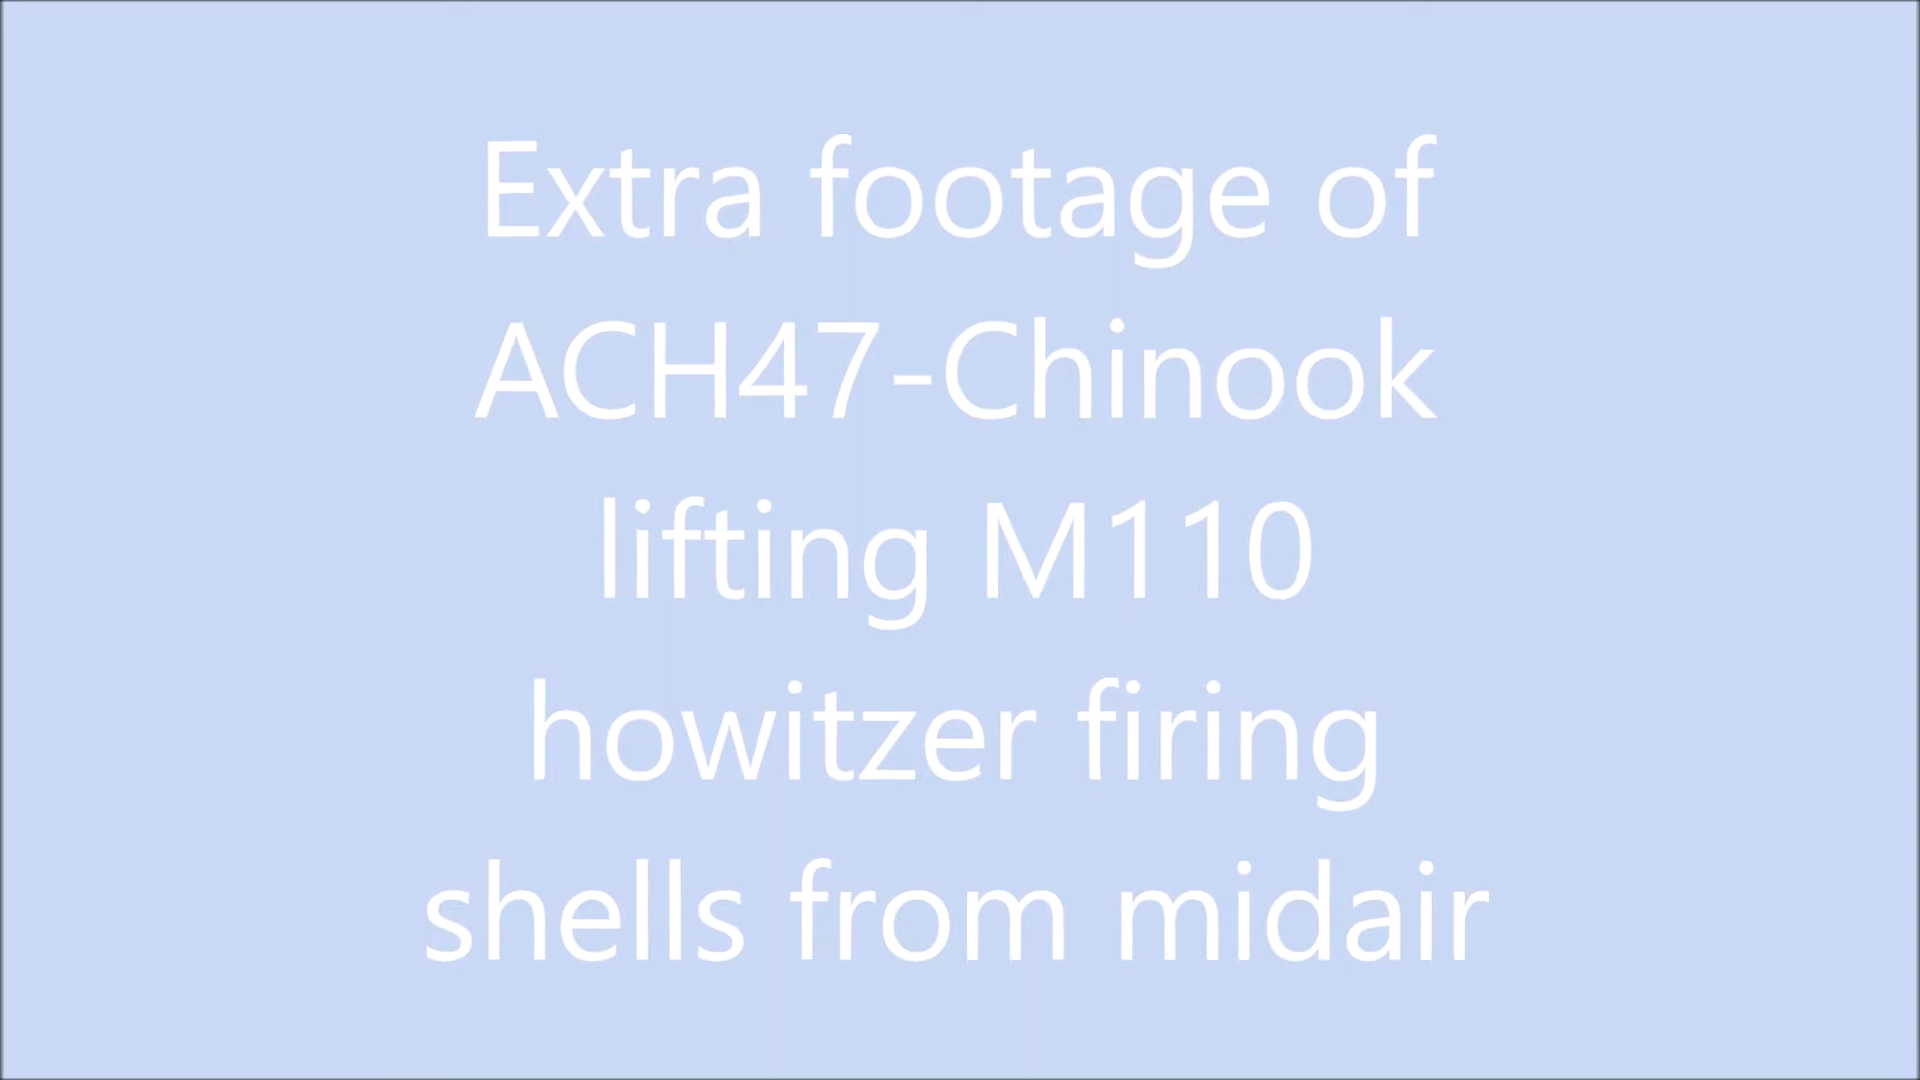 Extra footage of
ACH47-Chinook
lifting M110
howitzer firing
shells from midair